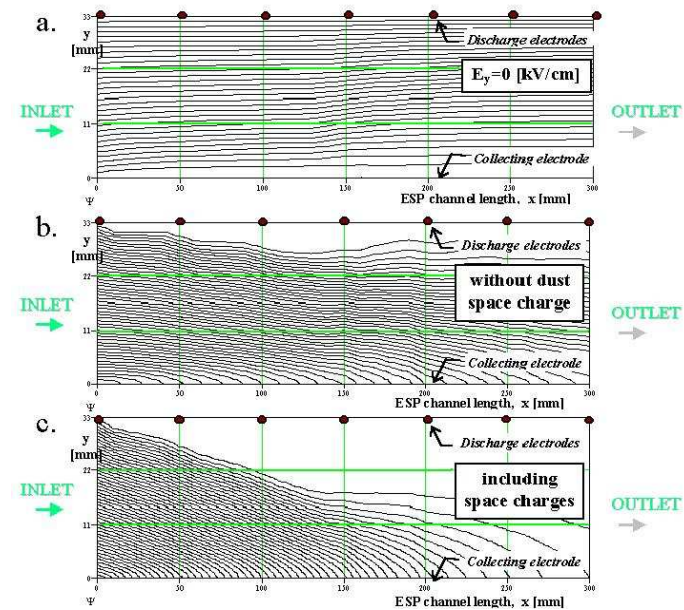 a.
33
y
[mm]
22
11
0
Discharge electrodes
E_y=0 [kV/cm]
INLET
OUTLET
Collecting electrode
0
50
100
150
200
250
300
Ψ
ESP channel length, x [mm]
b.
33
y
[mm]
22
11
0
Discharge electrodes
without dust
space charge
INLET
OUTLET
Collecting electrode
0
50
100
150
200
250
300
Ψ
ESP channel length, x [mm]
c.
33
y
[mm]
22
11
0
Discharge electrodes
including
space charges
INLET
OUTLET
Collecting electrode
0
50
100
150
200
250
300
Ψ
ESP channel length, x [mm]